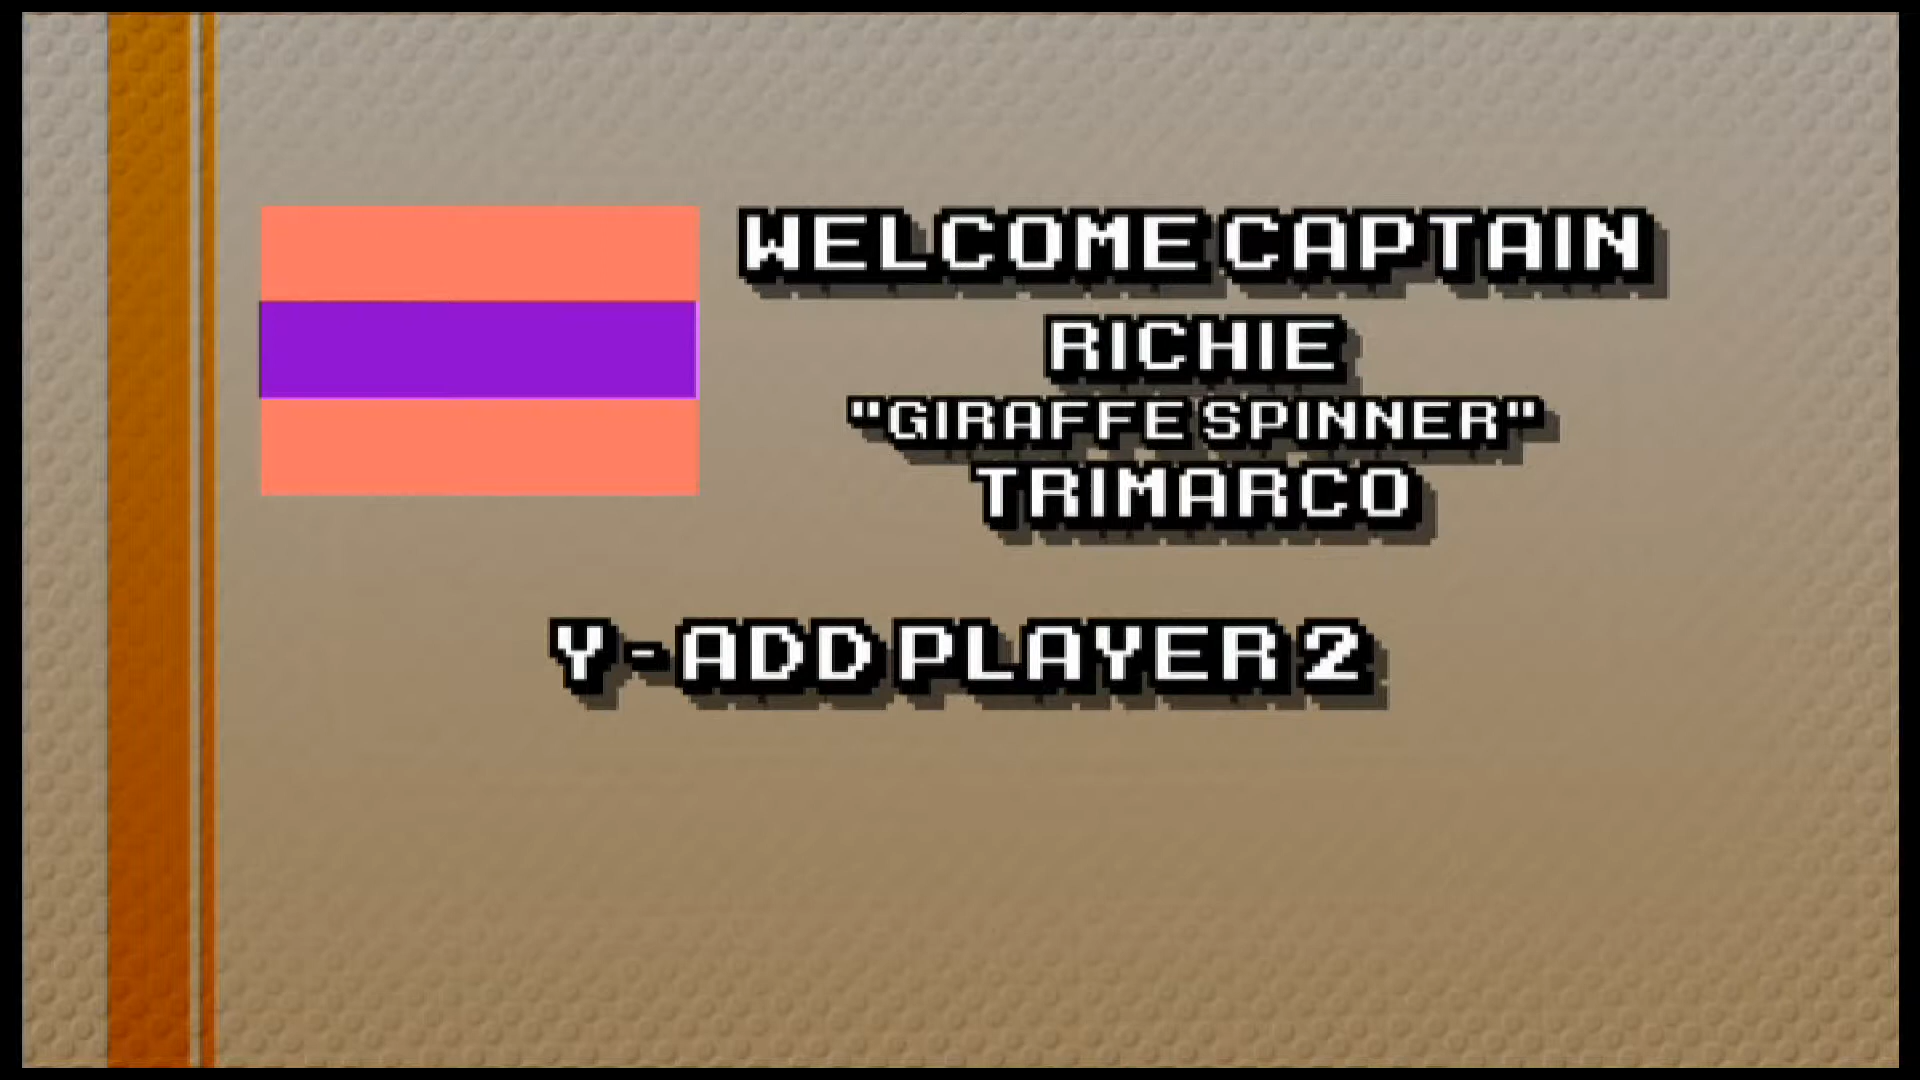 WELCOME CAPTAIN
RICHIE
"GIRAFFE SPINNER"
TRIMARCO
Y-ADD PLAYER 2